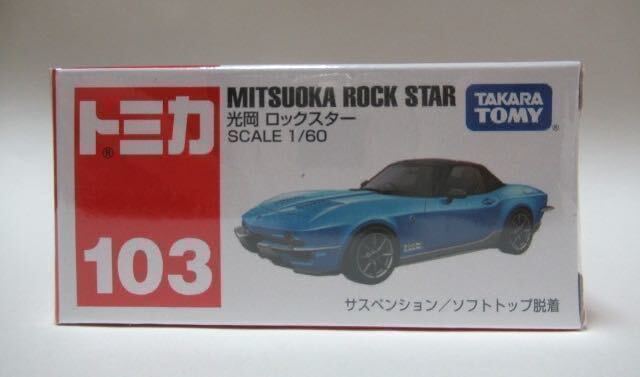 トミカ®
103
MITSUOKA ROCK STAR
光岡 ロックスター
SCALE 1/60
TAKARA
TOMY
サスペンション／ソフトトップ脱着